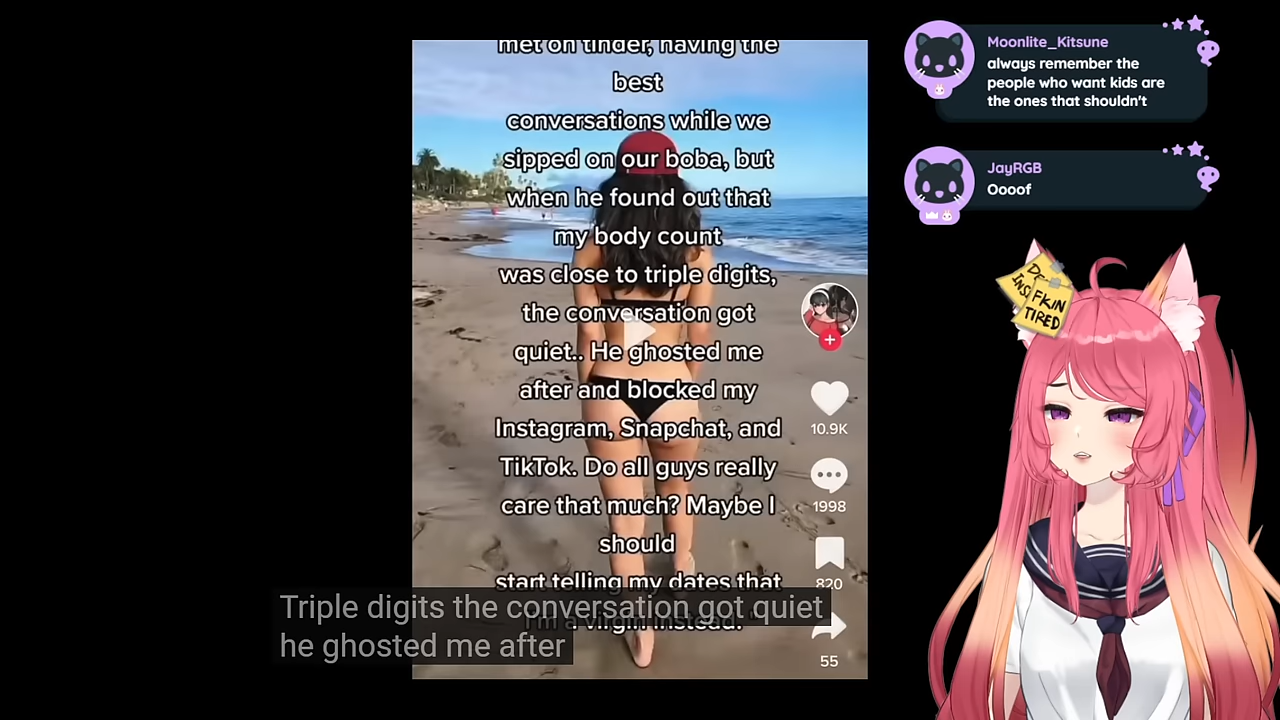 met on tinder, having the
best
conversations while we
sipped on our boba, but
when he found out that
my body count
was close to triple digits,
the conversation got
quiet.. He ghosted me
after and blocked my
Instagram, Snapchat, and
TikTok. Do all guys really
care that much? Maybe I
should
start telling my dates that
I'm a virgin instead."
10.9K
1998
820
55
Triple digits the conversation got quiet
he ghosted me after
Moonlite_Kitsune
always remember the
people who want kids are
the ones that shouldn't
JayRGB
Oooof
FKIN
TIRED